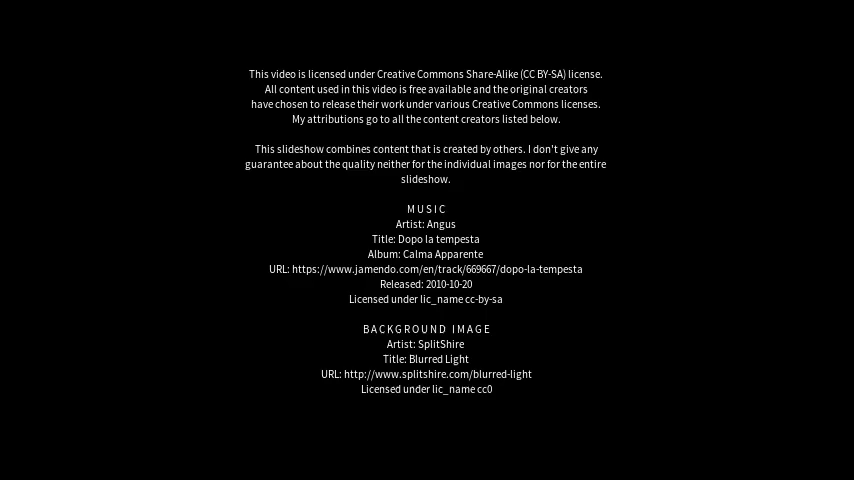 This video is licensed under Creative Commons Share-Alike (CC BY-SA) license.
All content used in this video is free available and the original creators
have chosen to release their work under various Creative Commons licenses.
My attributions go to all the content creators listed below.
This slideshow combines content that is created by others. I don't give any
guarantee about the quality neither for the individual images nor for the entire
slideshow.
MUSIC
Artist: Angus
Title: Dopo la tempesta
Album: Calma Apparente
URL: https://www.jamendo.com/en/track/669667/dopo-la-tempesta
Released: 2010-10-20
Licensed under lic_name cc-by-sa
BACKGROUND IMAGE
Artist: SplitShire
Title: Blurred Light
URL: http://www.splitshire.com/blurred-light
Licensed under lic_name cc0